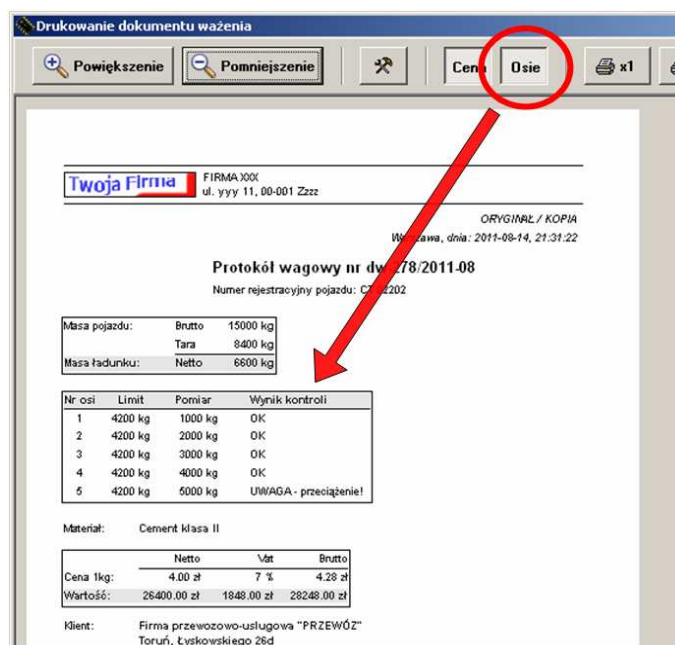 Drukowanie dokumentu ważenia
Powiększenie Pomniejszenie Cena Osie x1
Twoja Firma
FIRMA XXX
ul. yyy 11, 00-001 Zzzz
ORYGINAŁ / KOPIA
Warszawa, dnia: 2011-08-14, 21:31:22
Protokół wagowy nr dw-278/2011-08
Numer rejestracyjny pojazdu: CT 02202
Masa pojazdu: Brutto 15000 kg
Tara 8400 kg
Masa ładunku: Netto 6600 kg
Nr osi Limit Pomiar Wynik kontroli
1 4200 kg 1000 kg OK
2 4200 kg 2000 kg OK
3 4200 kg 3000 kg OK
4 4200 kg 4000 kg OK
5 4200 kg 5000 kg UWAGA - przeciążenie!
Materiał: Cement klasa II
Netto Vat Brutto
Cena 1kg: 4.00 zł 7 % 4.28 zł
Wartość: 26400.00 zł 1848.00 zł 28248.00 zł
Klient: Firma przewozowo-usługowa "PRZEWÓZ"
Toruń, Łyskowskiego 26d